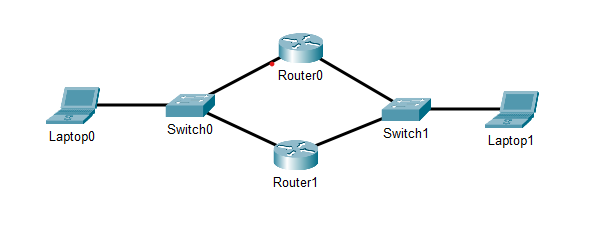 Router0
Laptop0
Switch0
Switch1
Laptop1
Router1